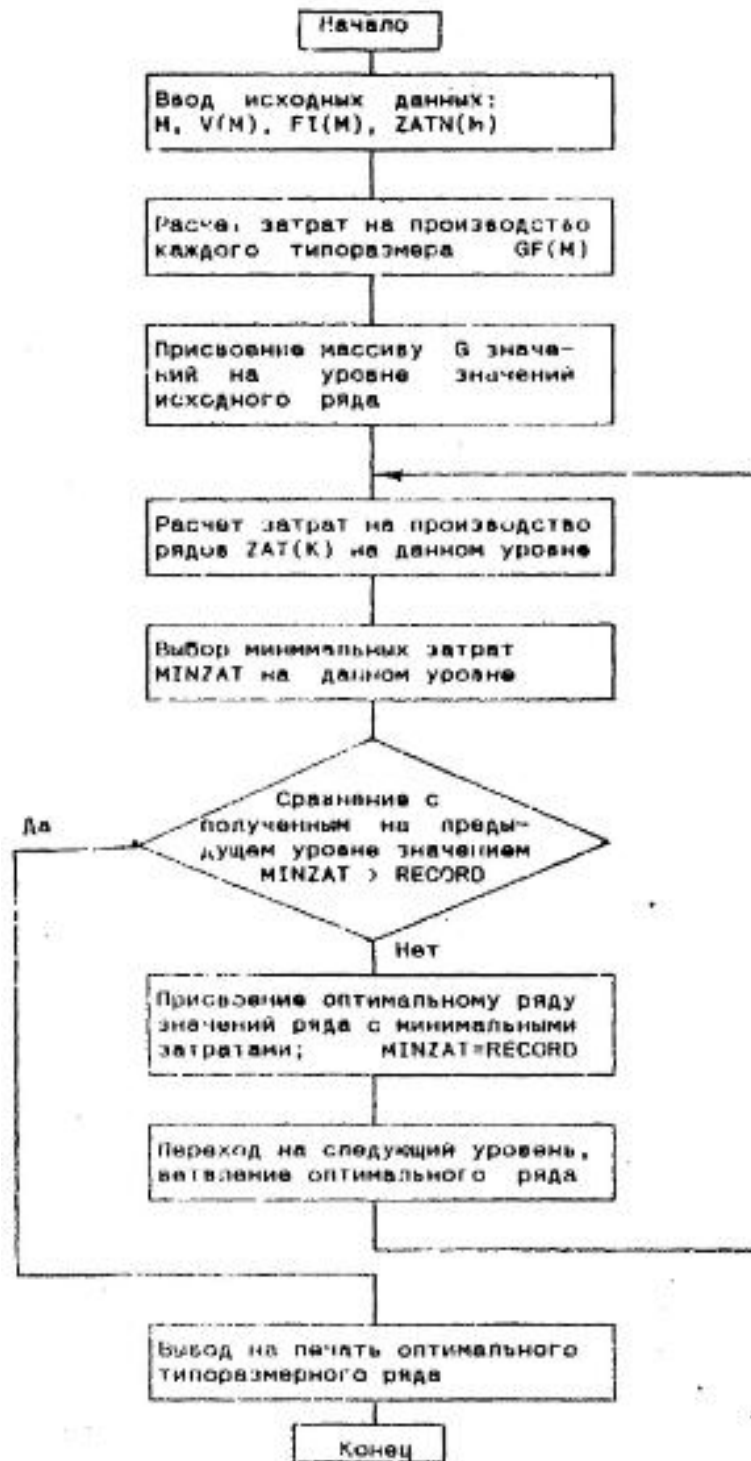 Начало
Ввод исходных данных:
M, V(M), FI(M), ZATN(M)
Расчет затрат на производство
каждого типоразмера GF(M)
Присвоение массиву G значе-
ний на уровне значений
исходного ряда
Расчет затрат на производство
рядов ZAT(K) на данном уровне
Выбор минимальных затрат
MINZAT на данном уровне
Сравнение с
полученным на преды-
дущем уровне значением
MINZAT > RECORD
Да
Нет
Присвоение оптимальному ряду
значений ряда с минимальными
затратами; MINZAT=RECORD
Переход на следующий уровень,
ветвление оптимального ряда
Вывод на печать оптимального
типоразмерного ряда
Конец